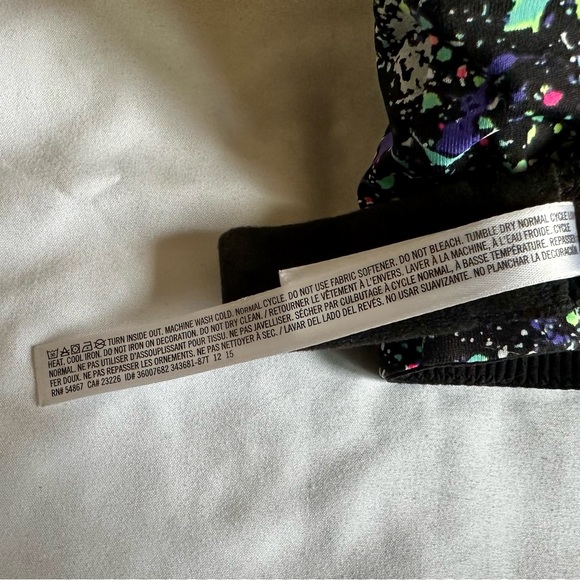 TURN INSIDE OUT. MACHINE WASH COLD. NORMAL CYCLE. DO NOT USE FABRIC SOFTENER. DO NOT BLEACH. TUMBLE DRY NORMAL CYCLE LOW
HEAT. COOL IRON. DO NOT IRON ON DECORATION. DO NOT DRY CLEAN. / RETOURNER LE VÊTEMENT À L'ENVERS. LAVER À LA MACHINE, À L'EAU FROIDE. CYCLE
NORMAL. NE PAS UTILISER D'ASSOUPLISSANT POUR TISSU. NE PAS JAVELLISER. SÉCHER PAR CULBUTAGE À CYCLE NORMAL, À BASSE TEMPÉRATURE. REPASSER
FER DOUX. NE PAS REPASSER LES ORNEMENTS. NE PAS NETTOYER À SEC. / LAVAR DEL LADO DEL REVÉS. NO USAR SUAVIZANTE. NO PLANCHAR LA DECORACIÓN
RN# 54867 CA# 23226 ID# 36007682 343681-87T 12 15